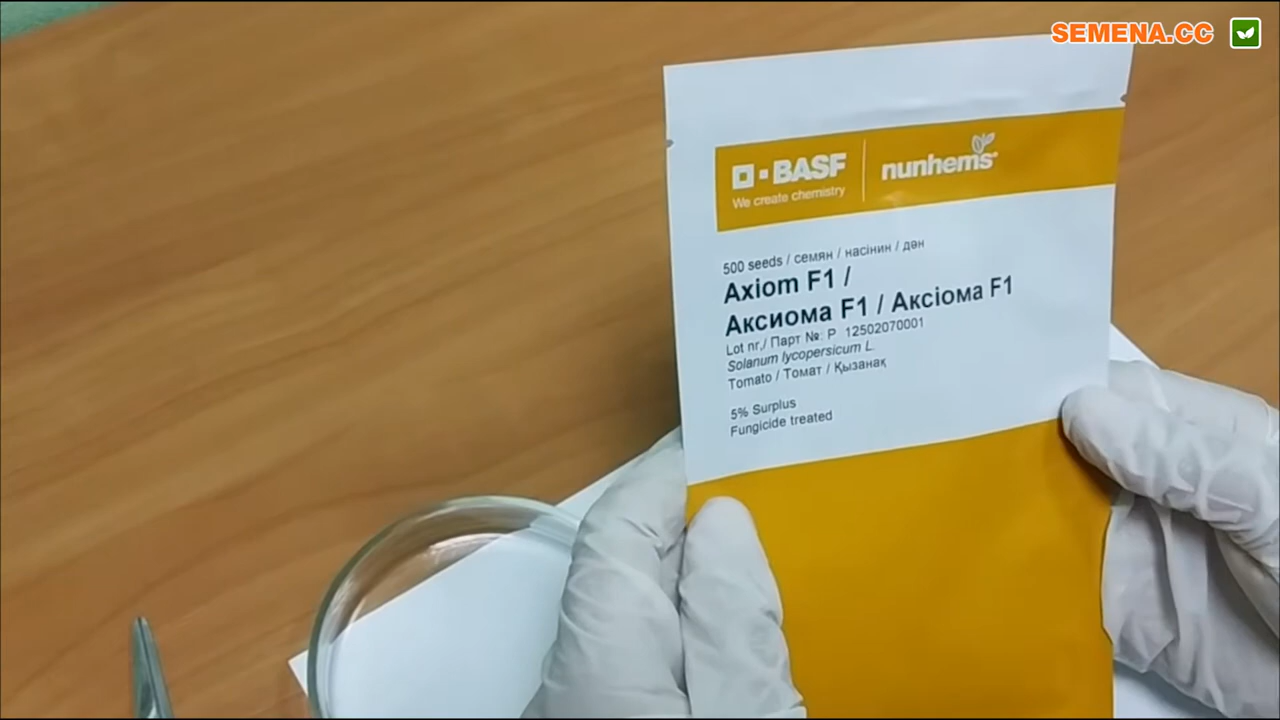 SEMENA.CC
BASF
We create chemistry
nunhems
500 seeds / семян / насінин / дән
Axiom F1 /
Аксиома F1 / Аксіома F1
Lot nr./ Парт №: P 12502070001
Solanum lycopersicum L.
Tomato / Томат / Қызанақ
5% Surplus
Fungicide treated